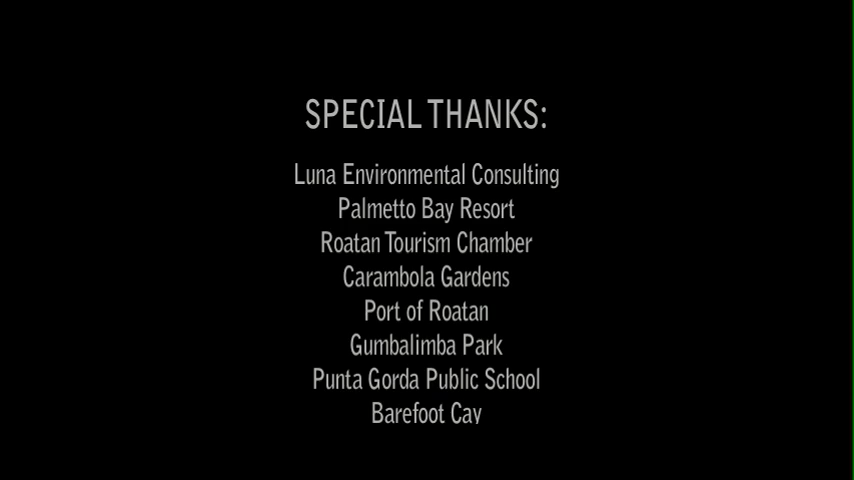 SPECIAL THANKS:
Luna Environmental Consulting
Palmetto Bay Resort
Roatan Tourism Chamber
Carambola Gardens
Port of Roatan
Gumbalimba Park
Punta Gorda Public School
Barefoot Cay